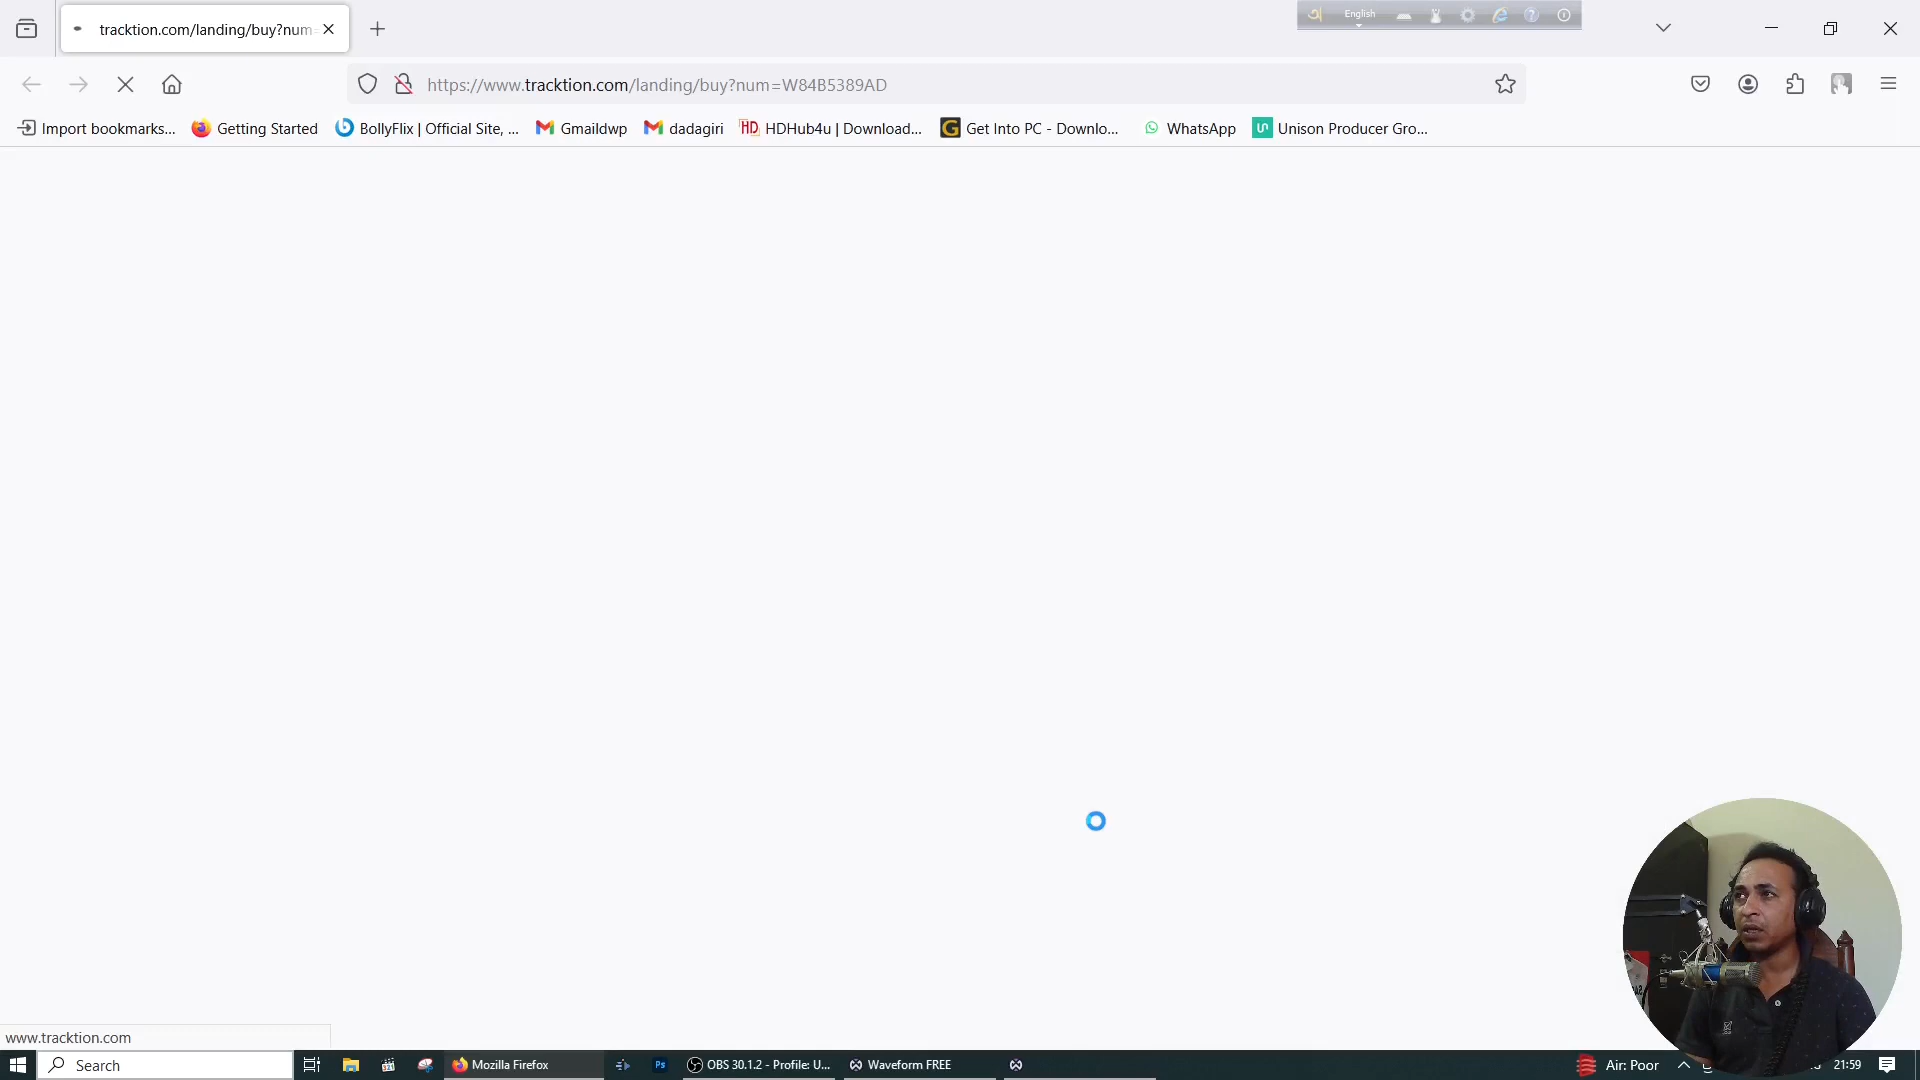 tracktion.com/landing/buy?num=
English
https://www.tracktion.com/landing/buy?num=W84B5389AD
Import bookmarks...
Getting Started
BollyFlix | Official Site, ...
Gmaildwp
dadagiri
HDHub4u | Download...
Get Into PC - Downlo...
WhatsApp
Unison Producer Gro...
www.tracktion.com
Search
Mozilla Firefox
OBS 30.1.2 - Profile: U...
Waveform FREE
Air: Poor
21:59